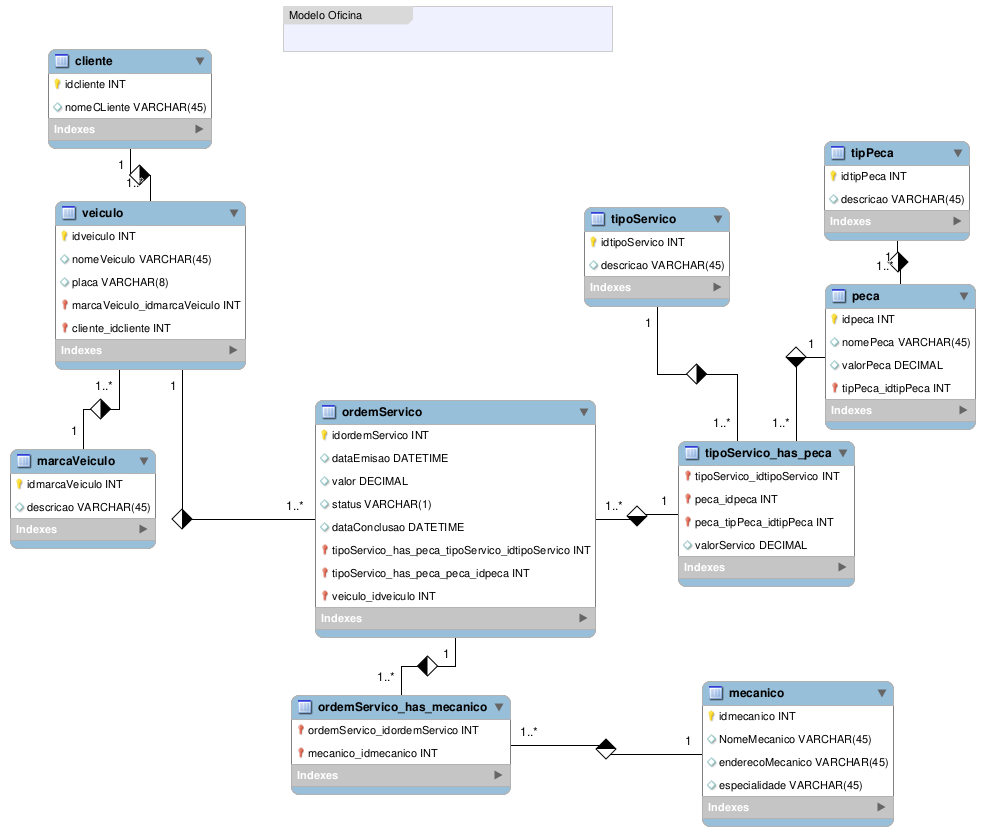 Modelo Oficina
cliente
idcliente INT
nomeCLiente VARCHAR(45)
Indexes
1
1..*
veiculo
idveiculo INT
nomeVeiculo VARCHAR(45)
placa VARCHAR(8)
marcaVeiculo_idmarcaVeiculo INT
cliente_idcliente INT
Indexes
1..*
1
1
marcaVeiculo
idmarcaVeiculo INT
descricao VARCHAR(45)
Indexes
1..*
ordemServico
idordemServico INT
dataEmisao DATETIME
valor DECIMAL
status VARCHAR(1)
dataConclusao DATETIME
tipoServico_has_peca_tipoServico_idtipoServico INT
tipoServico_has_peca_peca_idpeca INT
veiculo_idveiculo INT
Indexes
1..*
1
tipoServico
idtipoServico INT
descricao VARCHAR(45)
Indexes
1
1..*
tipPeca
idtipPeca INT
descricao VARCHAR(45)
Indexes
1
1..*
peca
idpeca INT
nomePeca VARCHAR(45)
valorPeca DECIMAL
tipPeca_idtipPeca INT
Indexes
1
1..*
tipoServico_has_peca
tipoServico_idtipoServico INT
peca_idpeca INT
peca_tipPeca_idtipPeca INT
valorServico DECIMAL
Indexes
1
1..*
ordemServico_has_mecanico
ordemServico_idordemServico INT
mecanico_idmecanico INT
Indexes
1..*
1
mecanico
idmecanico INT
NomeMecanico VARCHAR(45)
enderecoMecanico VARCHAR(45)
especialidade VARCHAR(45)
Indexes